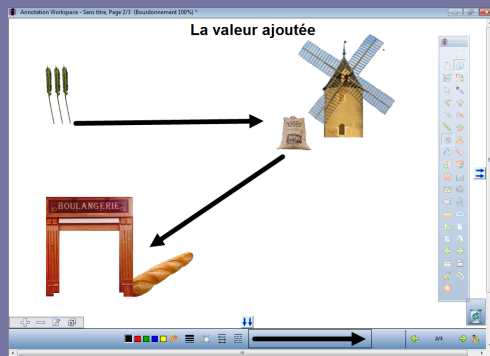 Annotation Workspace - Sans titre, Page 2/3 (Bourdonnement 100%) *
La valeur ajoutée
BOULANGERIE
2/3